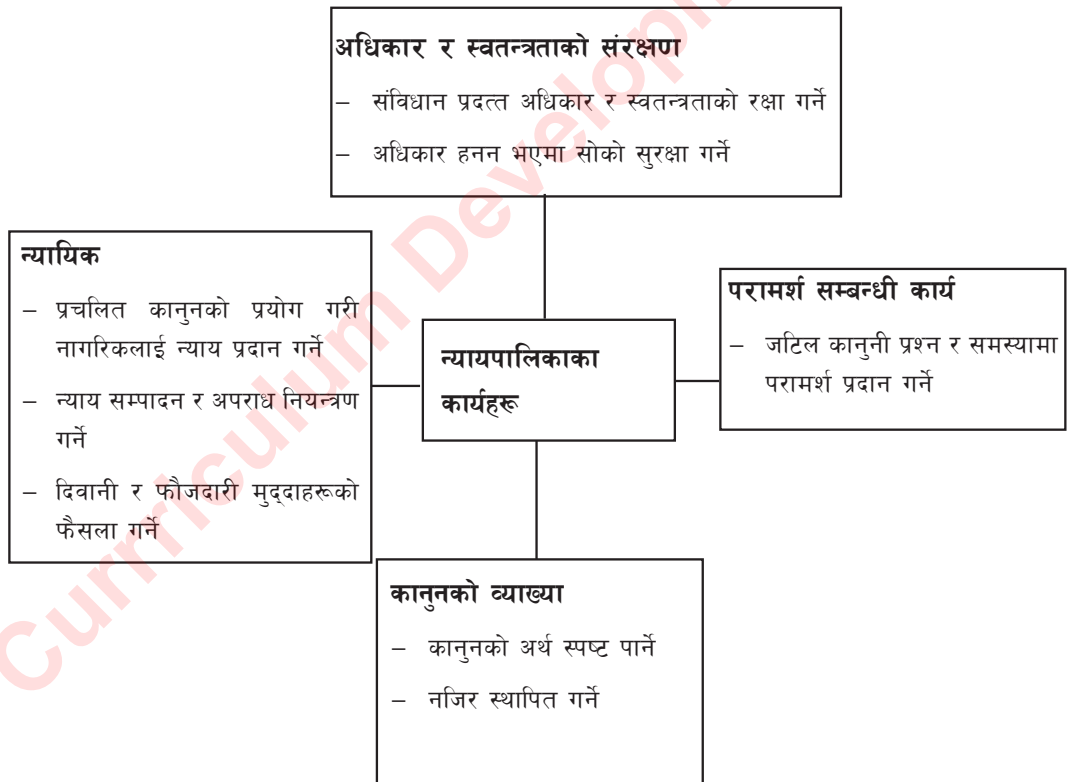 अधिकार र स्वतन्त्रताको संरक्षण
– संविधान प्रदत्त अधिकार र स्वतन्त्रताको रक्षा गर्ने
– अधिकार हनन भएमा सोको सुरक्षा गर्ने
न्यायिक
– प्रचलित कानुनको प्रयोग गरी
नागरिकलाई न्याय प्रदान गर्ने
– न्याय सम्पादन र अपराध नियन्त्रण
गर्ने
– दिवानी र फौजदारी मुद्दाहरूको
फैसला गर्ने
न्यायपालिकाका
कार्यहरू
परामर्श सम्बन्धी कार्य
– जटिल कानुनी प्रश्न र समस्यामा
परामर्श प्रदान गर्ने
कानुनको व्याख्या
– कानुनको अर्थ स्पष्ट पार्ने
– नजिर स्थापित गर्ने
Curriculum Developm